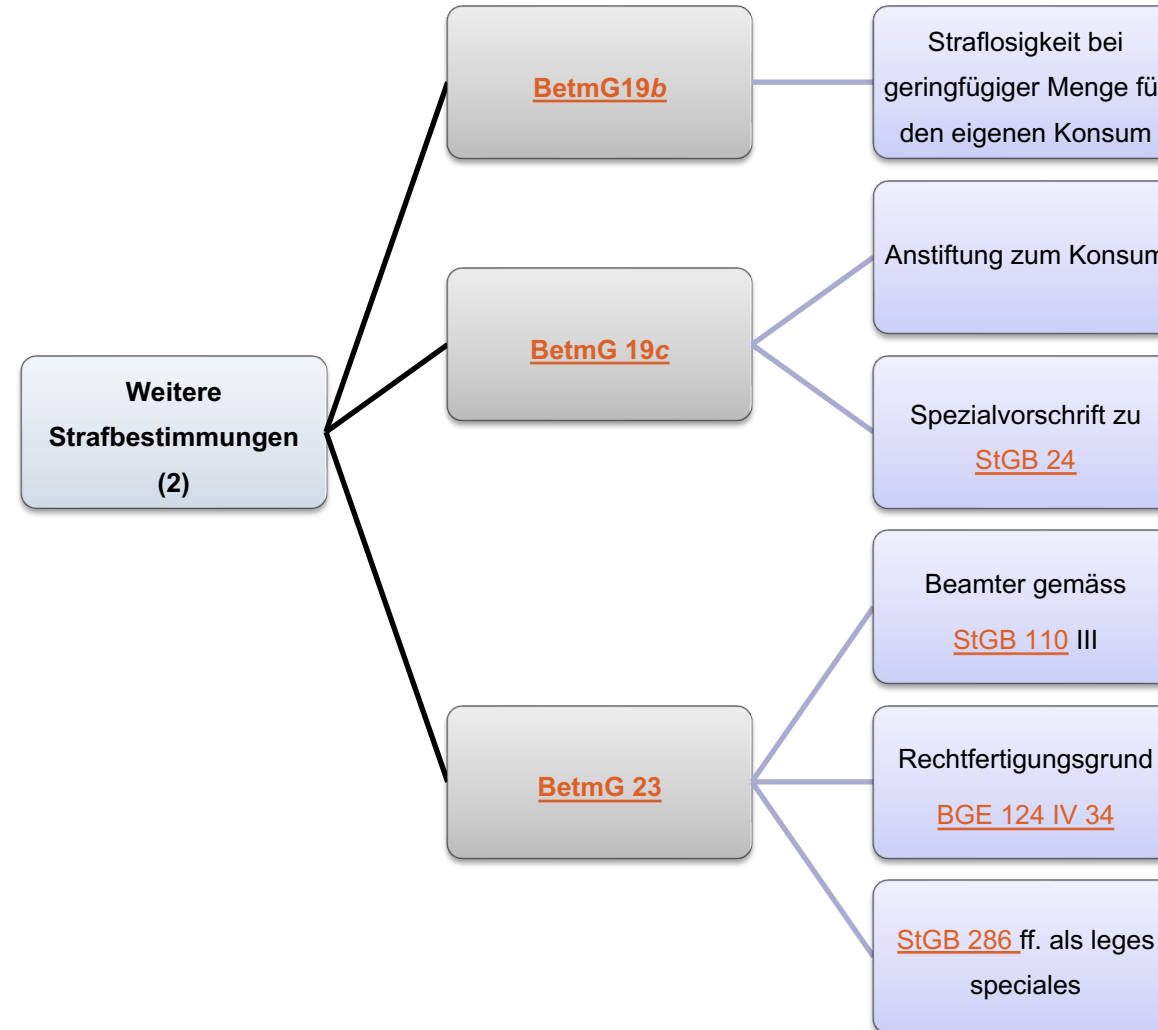 Weitere
Strafbestimmungen
(2)
BetmG19b
Straflosigkeit bei
geringfügiger Menge fü
den eigenen Konsum
BetmG 19c
Anstiftung zum Konsum
Spezialvorschrift zu
StGB 24
BetmG 23
Beamter gemäss
StGB 110 III
Rechtfertigungsgrund
BGE 124 IV 34
StGB 286 ff. als leges
speciales